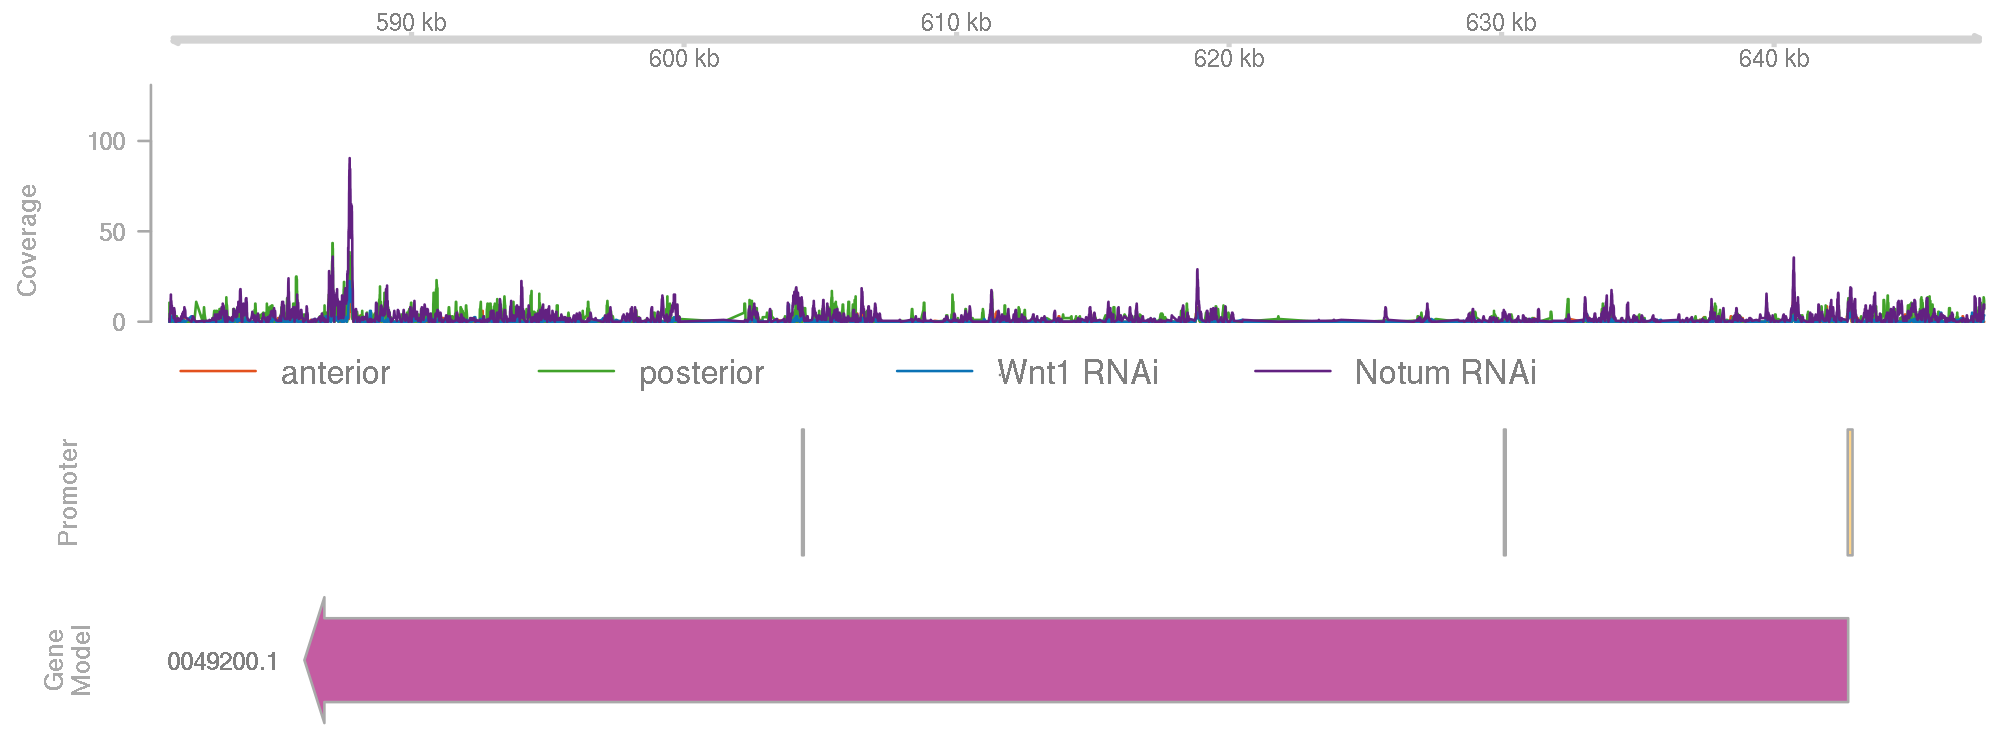 590 kb 610 kb 630 kb
600 kb 620 kb 640 kb
Coverage
100
50
0
anterior posterior Wnt1 RNAi Notum RNAi
Promoter
Gene
Model
0049200.1